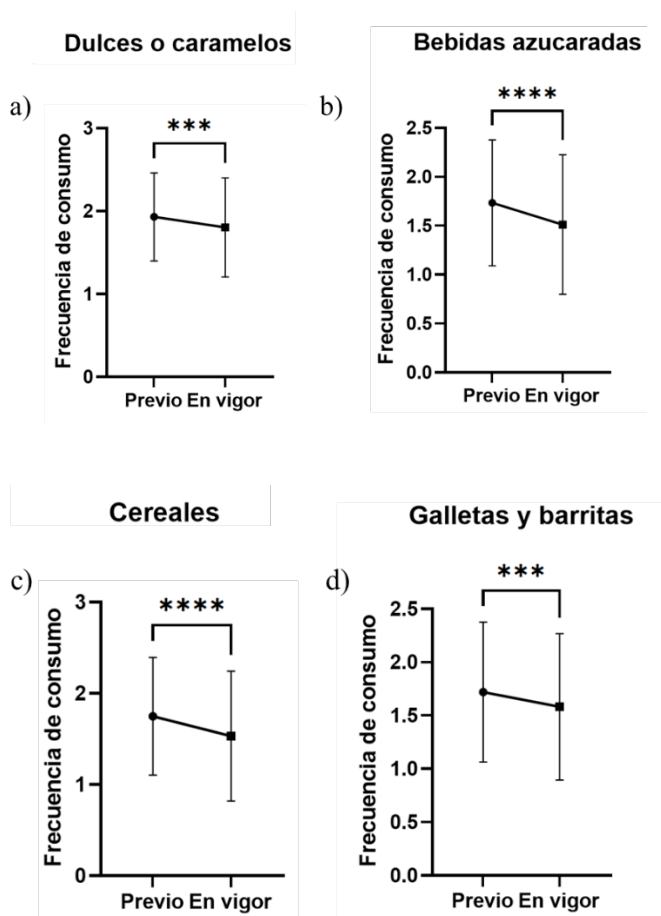 Dulces o caramelos
a)
Frecuencia de consumo
3
2
1
0
***
Previo En vigor
Bebidas azucaradas
b)
Frecuencia de consumo
2.5
2.0
1.5
1.0
0.5
0.0
****
Previo En vigor
Cereales
c)
Frecuencia de consumo
3
2
1
0
****
Previo En vigor
Galletas y barritas
d)
Frecuencia de consumo
2.5
2.0
1.5
1.0
0.5
0.0
***
Previo En vigor